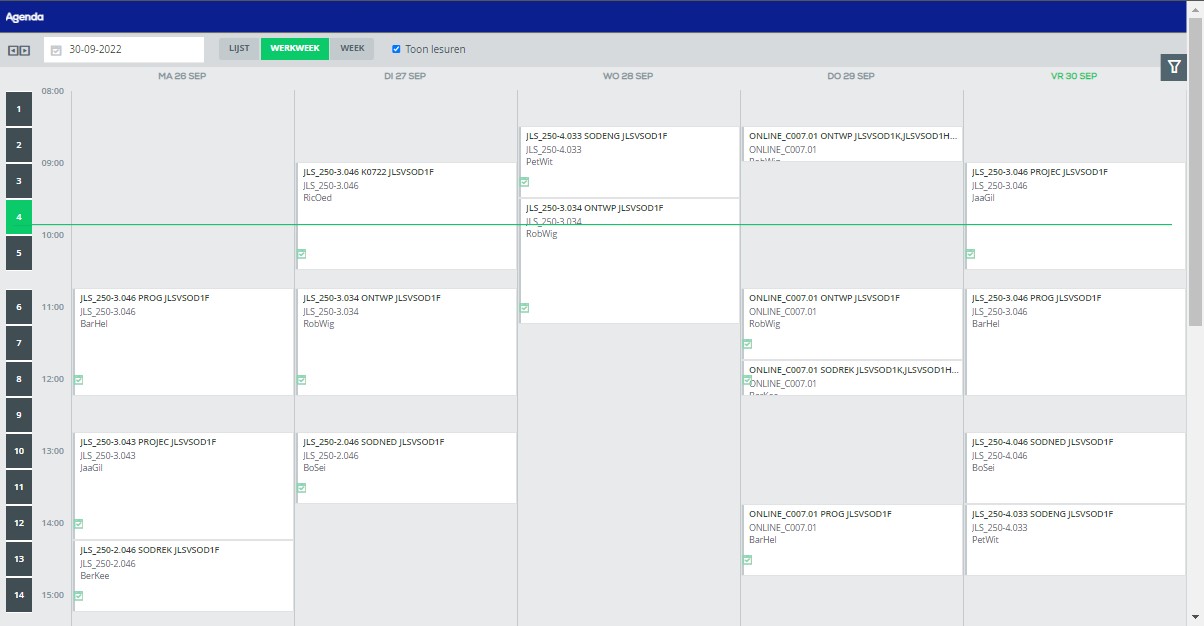 Agenda
30-09-2022
LIJST
WERKWEEK
WEEK
Toon lesuren
MA 26 SEP
DI 27 SEP
WO 28 SEP
DO 29 SEP
VR 30 SEP
1
2
3
4
5
6
7
8
9
10
11
12
13
14
08:00
09:00
10:00
11:00
12:00
13:00
14:00
15:00
JLS_250-3.046 PROG JLSVSOD1F
JLS_250-3.046
BarHel
JLS_250-3.043 PROJEC JLSVSOD1F
JLS_250-3.043
JaaGil
JLS_250-2.046 SODREK JLSVSOD1F
JLS_250-2.046
BerKee
JLS_250-3.046 K0722 JLSVSOD1F
JLS_250-3.046
RicOed
JLS_250-3.034 ONTWP JLSVSOD1F
JLS_250-3.034
RobWig
JLS_250-2.046 SODNED JLSVSOD1F
JLS_250-2.046
BoSei
JLS_250-4.033 SODENG JLSVSOD1F
JLS_250-4.033
PetWit
JLS_250-3.034 ONTWP JLSVSOD1F
JLS_250-3.034
RobWig
ONLINE_C007.01 ONTWP JLSVSOD1K,JLSVSOD1H...
ONLINE_C007.01
RobWig
ONLINE_C007.01 ONTWP JLSVSOD1F
ONLINE_C007.01
RobWig
ONLINE_C007.01 SODREK JLSVSOD1K,JLSVSOD1H...
ONLINE_C007.01
BerKee
ONLINE_C007.01 PROG JLSVSOD1F
ONLINE_C007.01
BarHel
JLS_250-3.046 PROJEC JLSVSOD1F
JLS_250-3.046
JaaGil
JLS_250-3.046 PROG JLSVSOD1F
JLS_250-3.046
BarHel
JLS_250-4.046 SODNED JLSVSOD1F
JLS_250-4.046
BoSei
JLS_250-4.033 SODENG JLSVSOD1F
JLS_250-4.033
PetWit